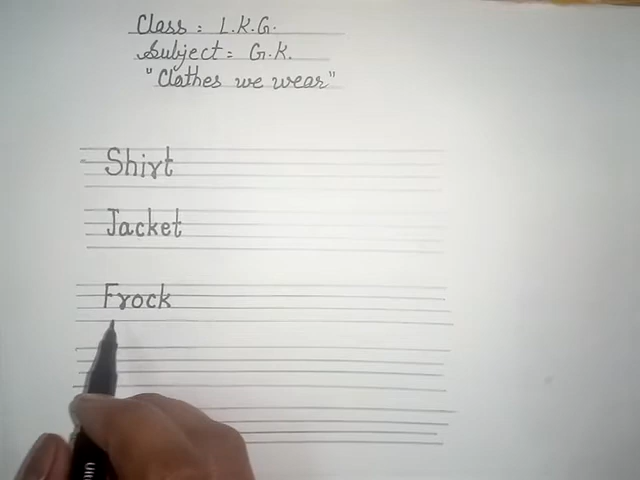 Class : L.K.G.
Subject = G.K.
"Clothes we wear"
Shirt
Jacket
Frock